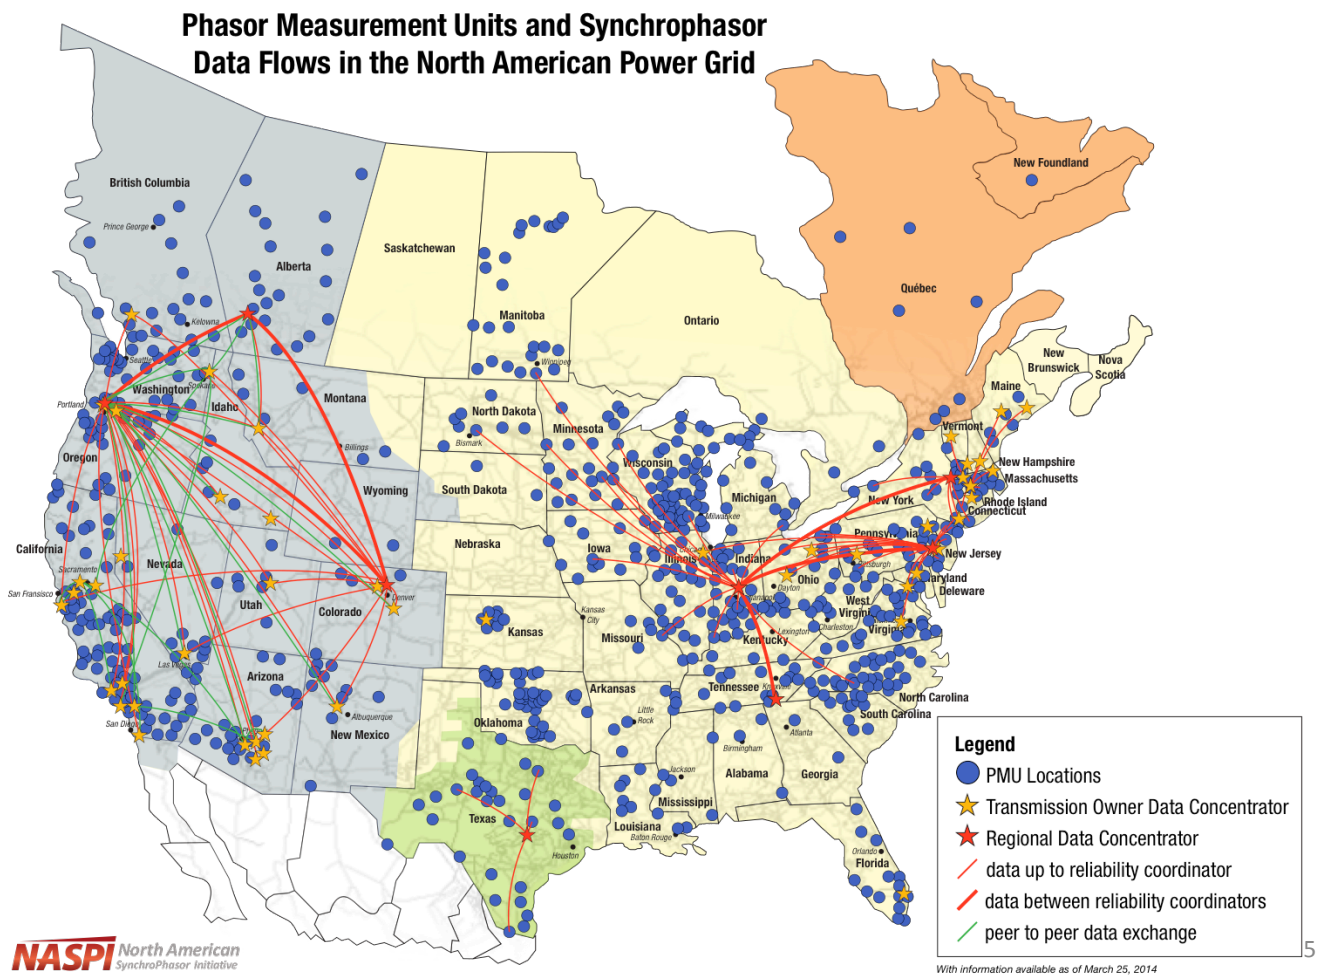 Phasor Measurement Units and Synchrophasor
Data Flows in the North American Power Grid
New Foundland
British Columbia
Prince George
Alberta
Saskatchewan
Québec
Manitoba
Ontario
Kelowna
New
Brunswick
Nova
Scotia
Seattle
Winnipeg
Washington
Spokane
Maine
Portland
Idaho
Montana
North Dakota
Minnesota
Vermont
Bismark
Billings
Oregon
Wisconsin
New Hampshire
Massachusetts
Wyoming
South Dakota
Michigan
New York
Rhode Island
Connecticut
Milwaukee
California
Nevada
Nebraska
Iowa
Chicago
Illinois
Indiana
Pennsylvania
New Jersey
Pittsburgh
Sacramento
San Fransisco
Utah
Colorado
Denver
Ohio
Dayton
Maryland
Deleware
Kansas
City
Kansas
Missouri
West
Virginia
Charleston
Virginia
Lexington
Kentucky
Las Vegas
Arizona
Arkansas
Tennessee
Knoxville
North Carolina
Albuquerque
New Mexico
San Diego
Oklahoma
Little
Rock
South Carolina
Atlanta
Birmingham
Jackson
Alabama
Georgia
Mississippi
Texas
Louisiana
Baton Rouge
Houston
Orlando
Florida
Legend
PMU Locations
Transmission Owner Data Concentrator
Regional Data Concentrator
data up to reliability coordinator
data between reliability coordinators
peer to peer data exchange
5
NASPI North American
SynchroPhasor Initiative
With information available as of March 25, 2014